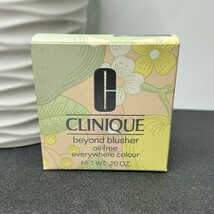 C
CLINIQUE
beyond blusher
oil-free
everywhere colour
NET WT. .20 OZ.